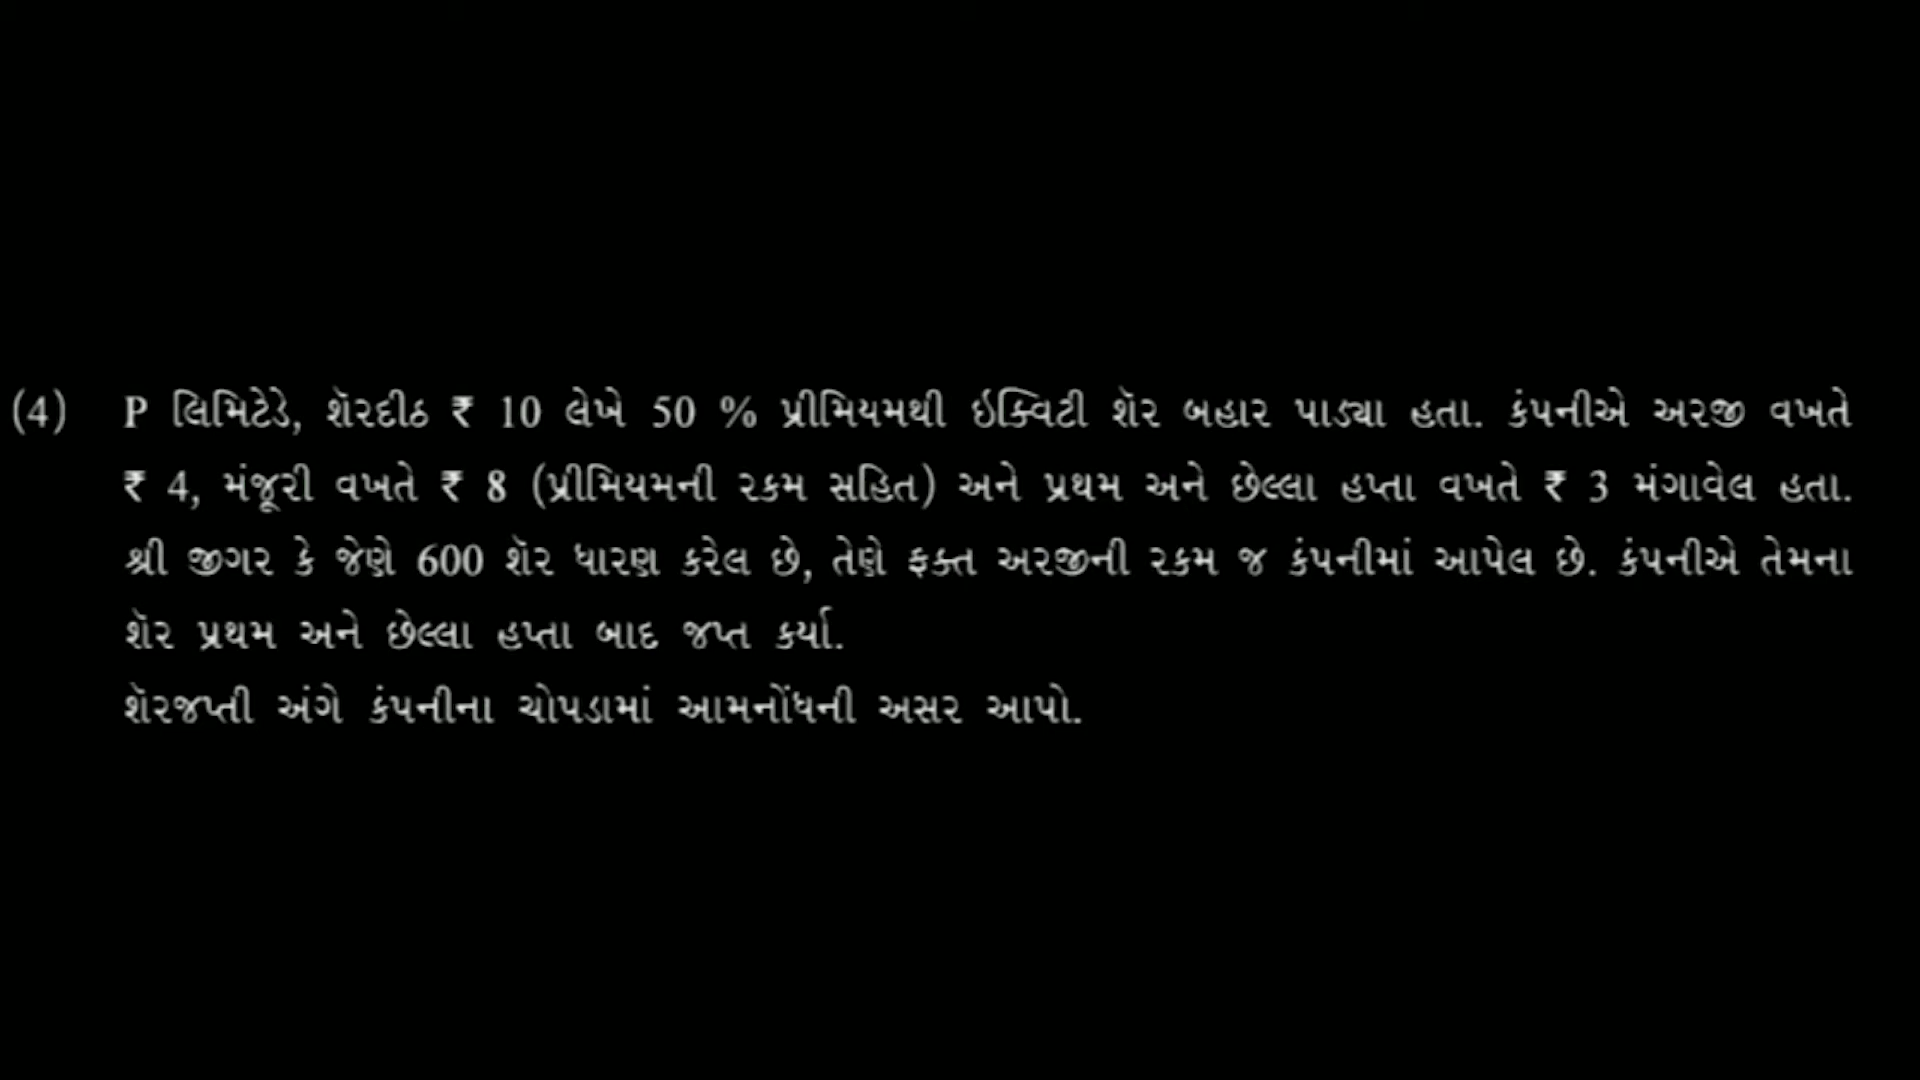 (4) P લિમિટેડે, શૅરદીઠ ₹ 10 લેખે 50 % પ્રીમિયમથી ઇક્વિટી શૅર બહાર પાડ્યા હતા. કંપનીએ અરજી વખતે
₹ 4, મંજૂરી વખતે ₹ 8 (પ્રીમિયમની રકમ સહિત) અને પ્રથમ અને છેલ્લા હપ્તા વખતે ₹ 3 મંગાવેલ હતા.
શ્રી જીગર કે જેણે 600 શૅર ધારણ કરેલ છે, તેણે ફક્ત અરજીની રકમ જ કંપનીમાં આપેલ છે. કંપનીએ તેમના
શૅર પ્રથમ અને છેલ્લા હપ્તા બાદ જપ્ત કર્યા.
શૅરજપ્તી અંગે કંપનીના ચોપડામાં આમનોંધની અસર આપો.